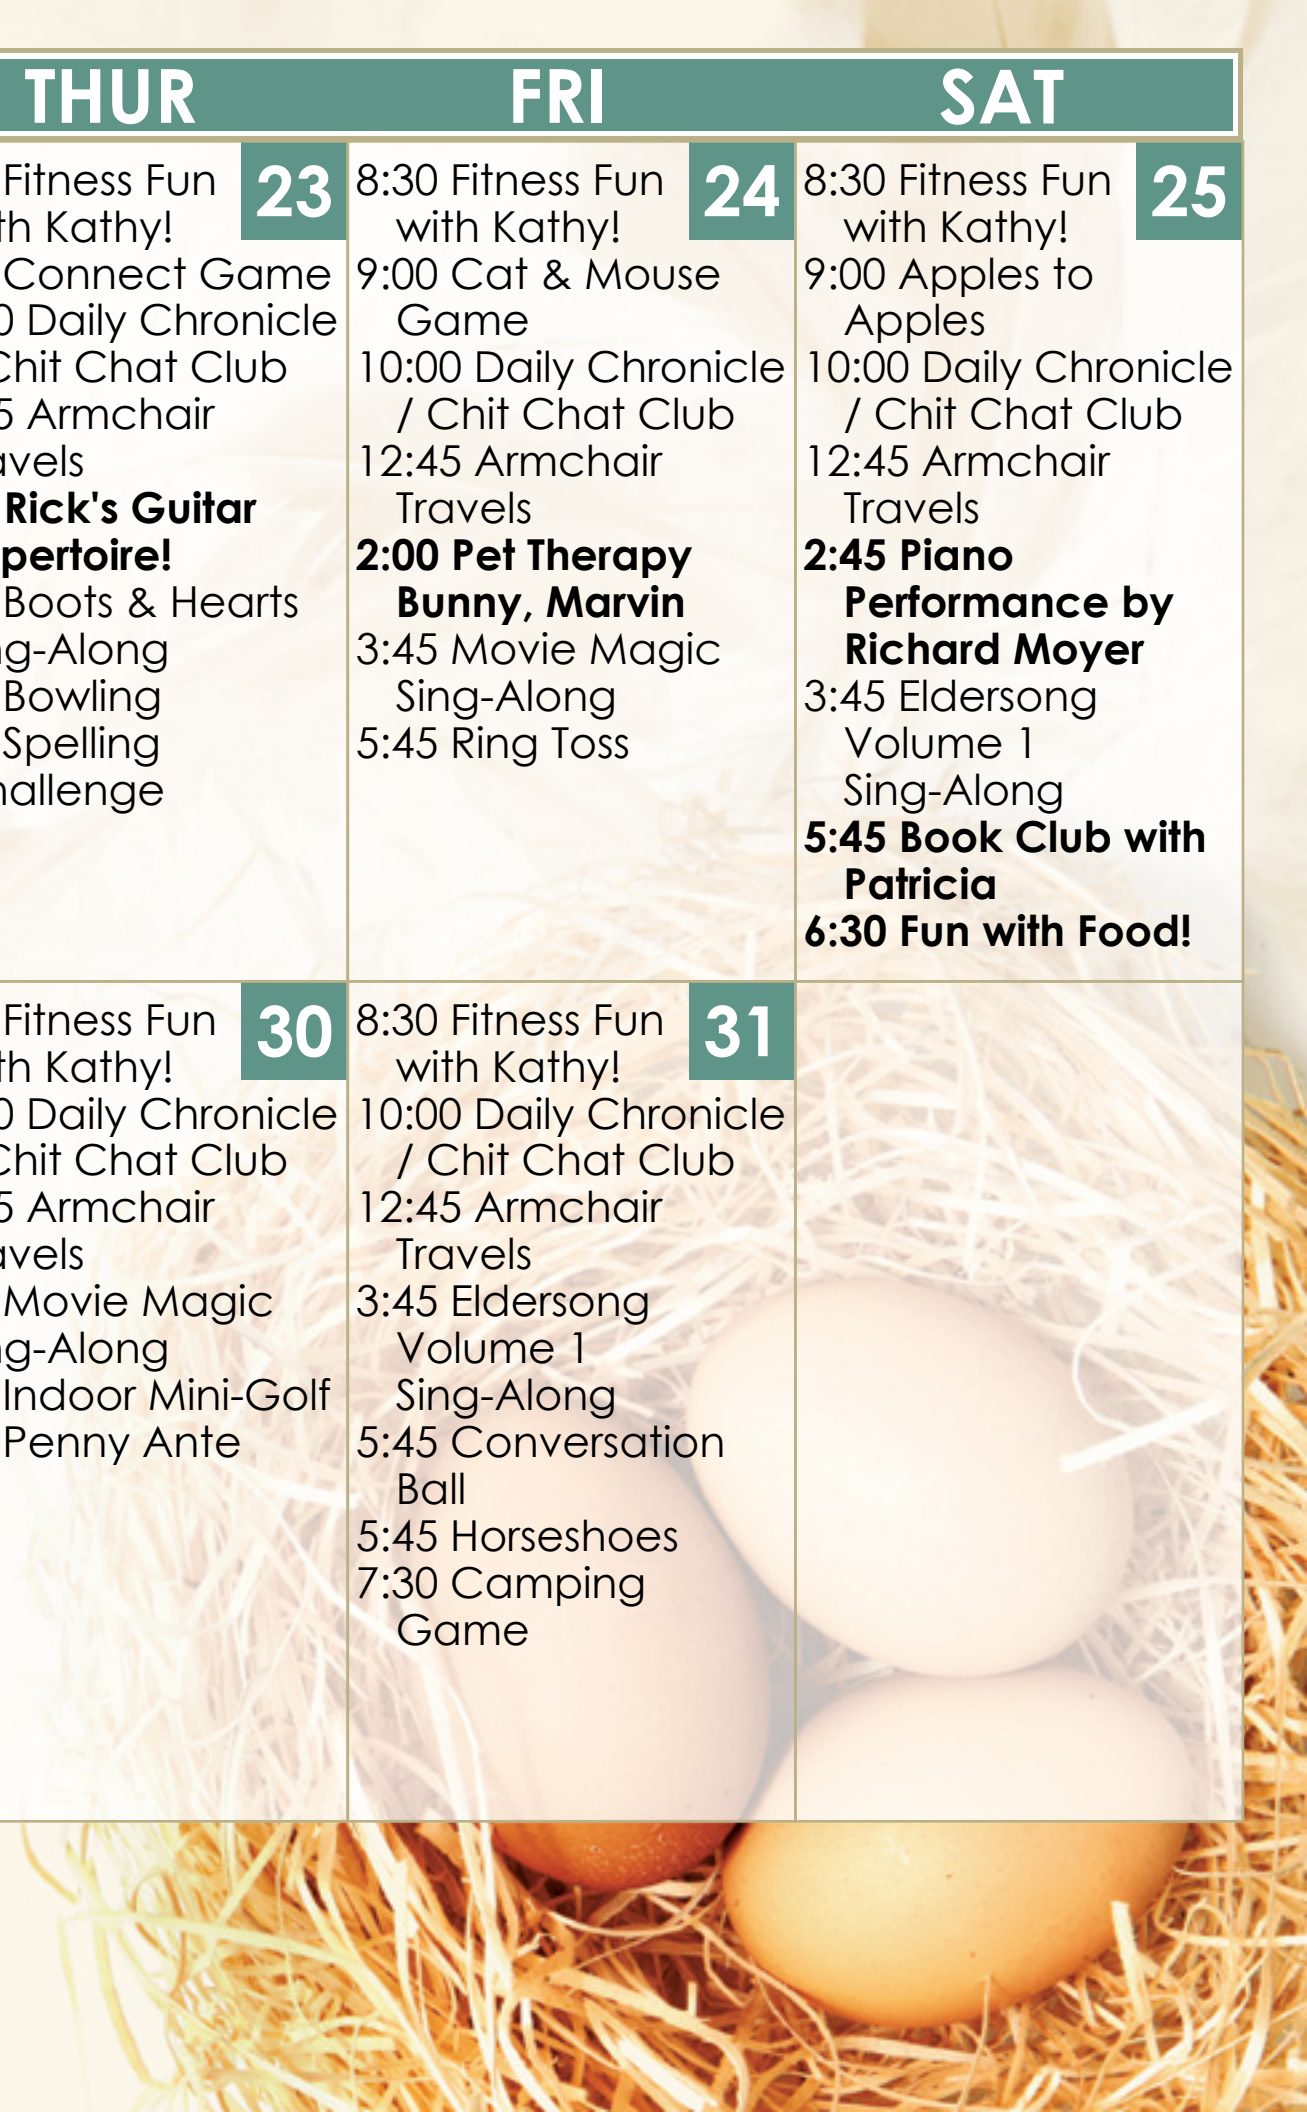 THUR FRI SAT
Fitness Fun 23
Kathy!
Connect Game
Daily Chronicle
Chit Chat Club
Armchair
Rick's Guitar
Boots & Hearts
Bowling
Spelling
8:30 Fitness Fun 24
with Kathy!
9:00 Cat & Mouse
Game
10:00 Daily Chronicle
/ Chit Chat Club
12:45 Armchair
Travels
2:00 Pet Therapy
Bunny, Marvin
3:45 Movie Magic
Sing-Along
5:45 Ring Toss
8:30 Fitness Fun 25
with Kathy!
9:00 Apples to
Apples
10:00 Daily Chronicle
/ Chit Chat Club
12:45 Armchair
Travels
2:45 Piano
Performance by
Richard Moyer
3:45 Eldersong
Volume 1
Sing-Along
5:45 Book Club with
Patricia
6:30 Fun with Food!
Fitness Fun 30
Kathy!
Daily Chronicle
Chit Chat Club
Armchair
Movie Magic
Indoor Mini-Golf
Penny Ante
8:30 Fitness Fun 31
with Kathy!
10:00 Daily Chronicle
/ Chit Chat Club
12:45 Armchair
Travels
3:45 Eldersong
Volume 1
Sing-Along
5:45 Conversation
Ball
5:45 Horseshoes
7:30 Camping
Game